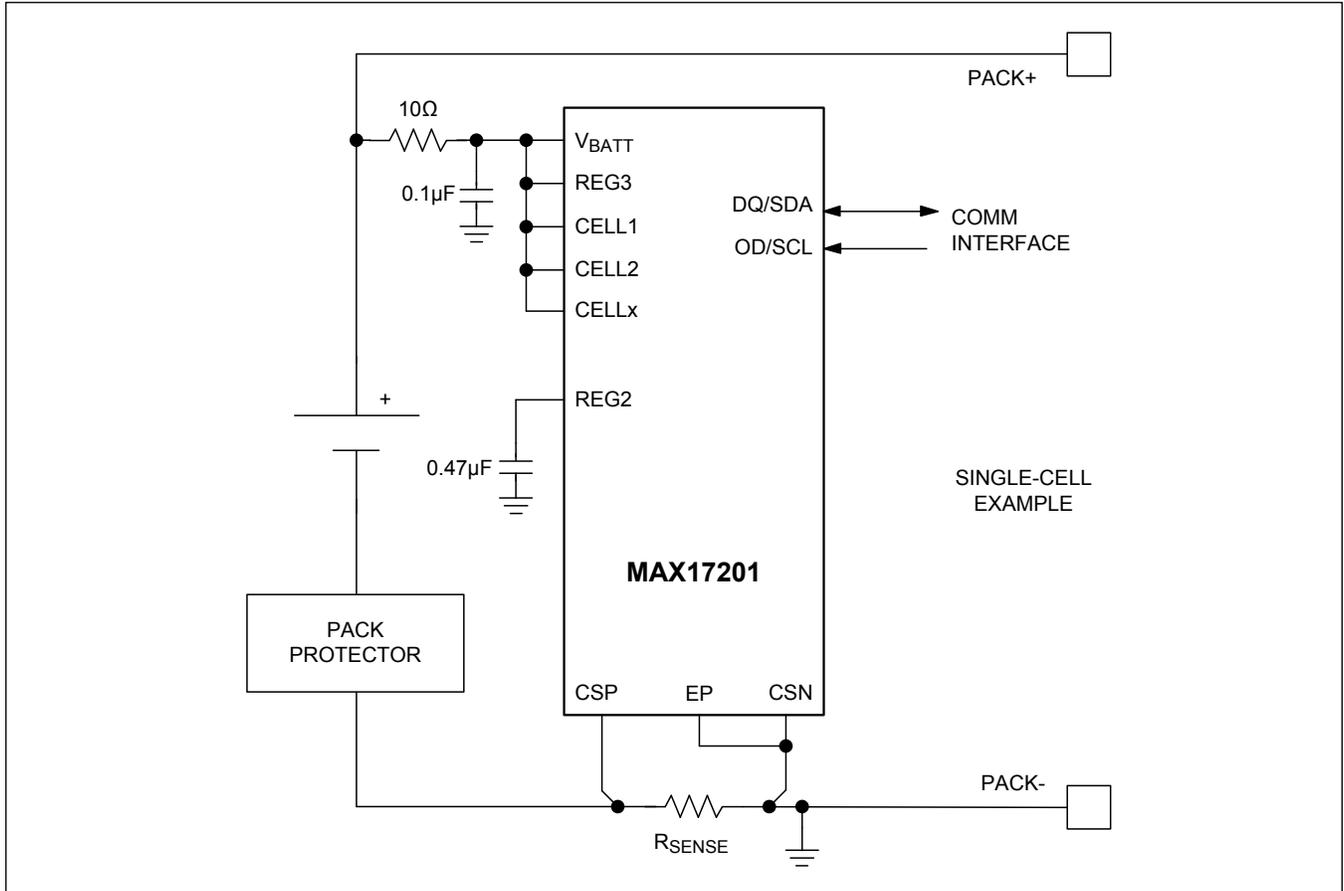 PACK+
10Ω
VBATT
REG3
0.1µF
CELL1
CELL2
CELLx
DQ/SDA
OD/SCL
COMM
INTERFACE
+
REG2
0.47µF
SINGLE-CELL
EXAMPLE
MAX17201
PACK
PROTECTOR
CSP
EP
CSN
PACK-
RSENSE